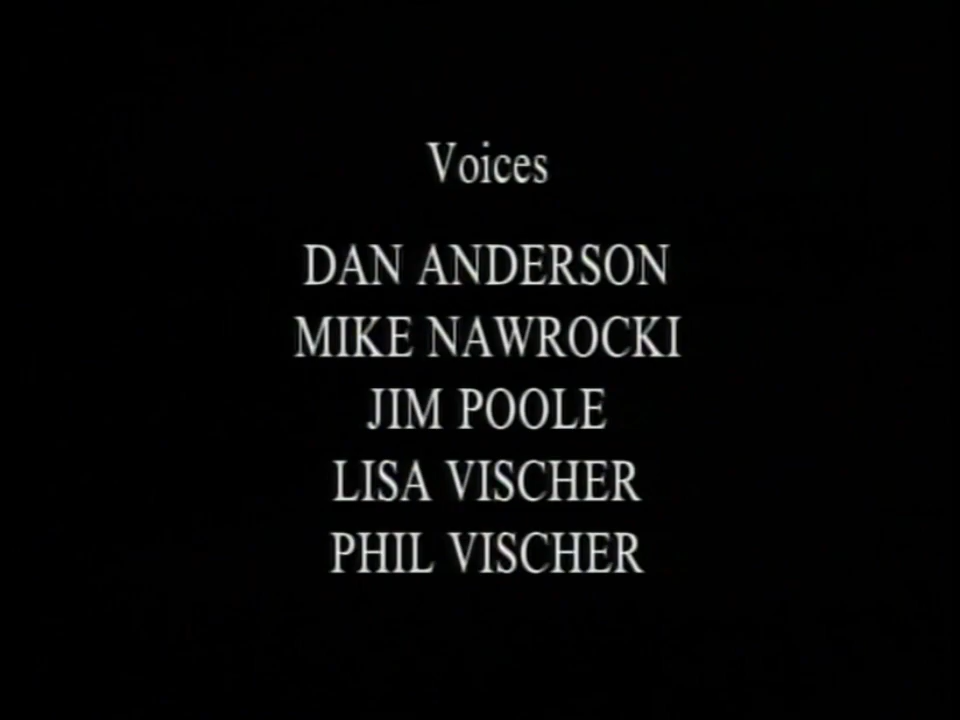 Voices
DAN ANDERSON
MIKE NAWROCKI
JIM POOLE
LISA VISCHER
PHIL VISCHER